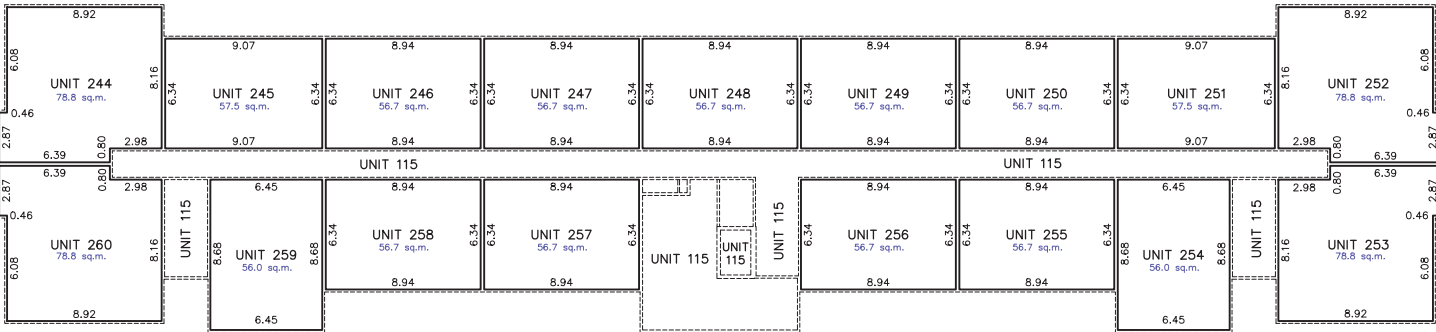 8.92
8.92
9.07
8.94
8.94
8.94
8.94
8.94
9.07
6.08
8.16
6.34
UNIT 244
78.8 sq.m.
UNIT 245
57.5 sq.m.
6.34
6.34
UNIT 246
56.7 sq.m.
6.34
6.34
UNIT 247
56.7 sq.m.
6.34
6.34
UNIT 248
56.7 sq.m.
6.34
6.34
UNIT 249
56.7 sq.m.
6.34
6.34
UNIT 250
56.7 sq.m.
6.34
6.34
UNIT 251
57.5 sq.m.
6.34
8.16
UNIT 252
78.8 sq.m.
6.08
0.46
0.46
2.87
2.98
0.80
9.07
8.94
8.94
8.94
8.94
8.94
9.07
2.98
0.80
2.87
6.39
6.39
UNIT 115
UNIT 115
6.39
6.39
2.87
0.80
2.98
6.45
8.94
8.94
8.94
8.94
6.45
2.98
0.80
2.87
0.46
0.46
UNIT 260
78.8 sq.m.
6.08
8.16
UNIT 115
8.68
UNIT 259
56.0 sq.m.
8.68
6.34
UNIT 258
56.7 sq.m.
6.34
6.34
UNIT 257
56.7 sq.m.
6.34
UNIT 115
UNIT
115
UNIT 115
6.34
UNIT 256
56.7 sq.m.
6.34
6.34
UNIT 255
56.7 sq.m.
6.34
8.68
UNIT 254
56.0 sq.m.
8.68
UNIT 115
8.16
UNIT 253
78.8 sq.m.
6.08
8.94
8.94
8.94
8.94
8.92
6.45
6.45
8.92